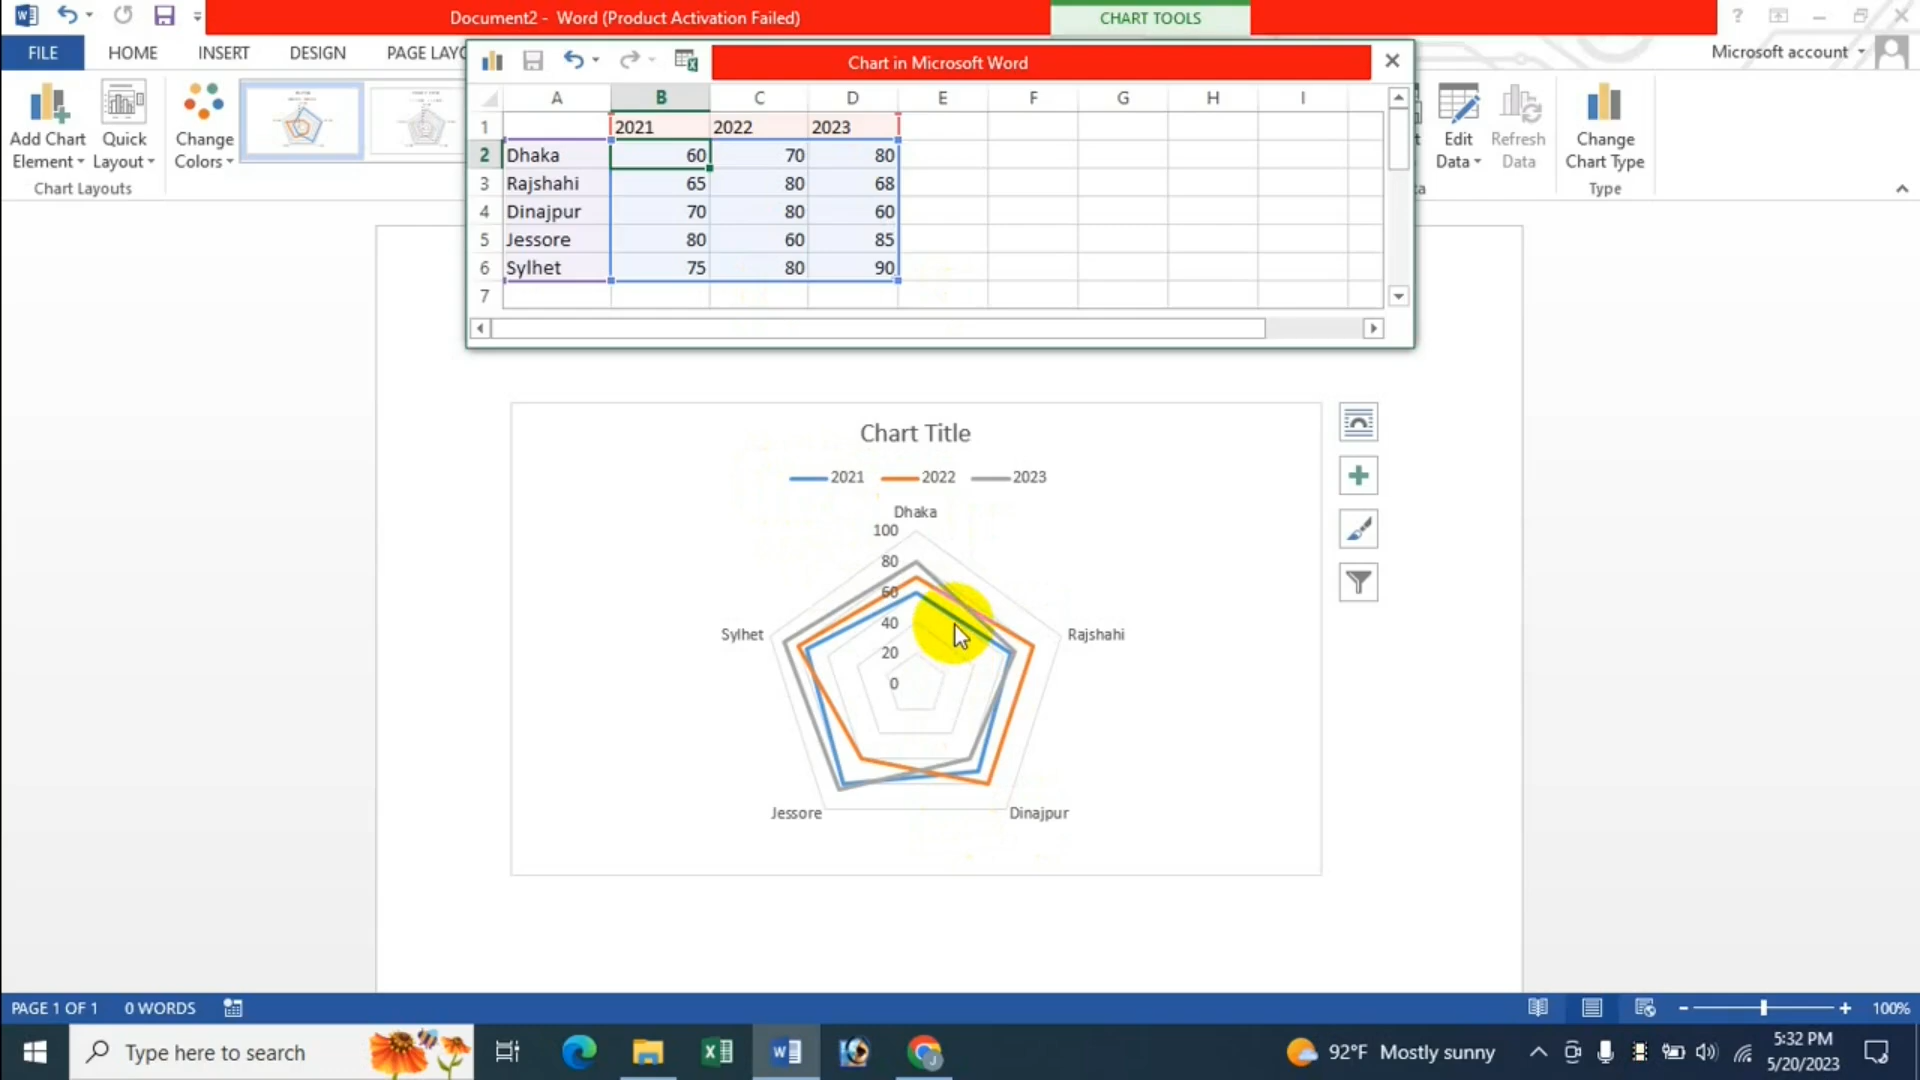 Document2 - Word (Product Activation Failed)
CHART TOOLS
FILE HOME INSERT DESIGN PAGE LAYO
Microsoft account
Chart in Microsoft Word
Add Chart Element
Quick Layout
Change Colors
Chart Layouts
Edit Data
Refresh Data
Change Chart Type
Type
A B C D E F G H I
1 2021 2022 2023
2 Dhaka 60 70 80
3 Rajshahi 65 80 68
4 Dinajpur 70 80 60
5 Jessore 80 60 85
6 Sylhet 75 80 90
7
Chart Title
2021 2022 2023
Dhaka
100
80
60
40
20
0
Sylhet
Rajshahi
Jessore
Dinajpur
PAGE 1 OF 1 0 WORDS
100%
Type here to search
92°F Mostly sunny
5:32 PM
5/20/2023